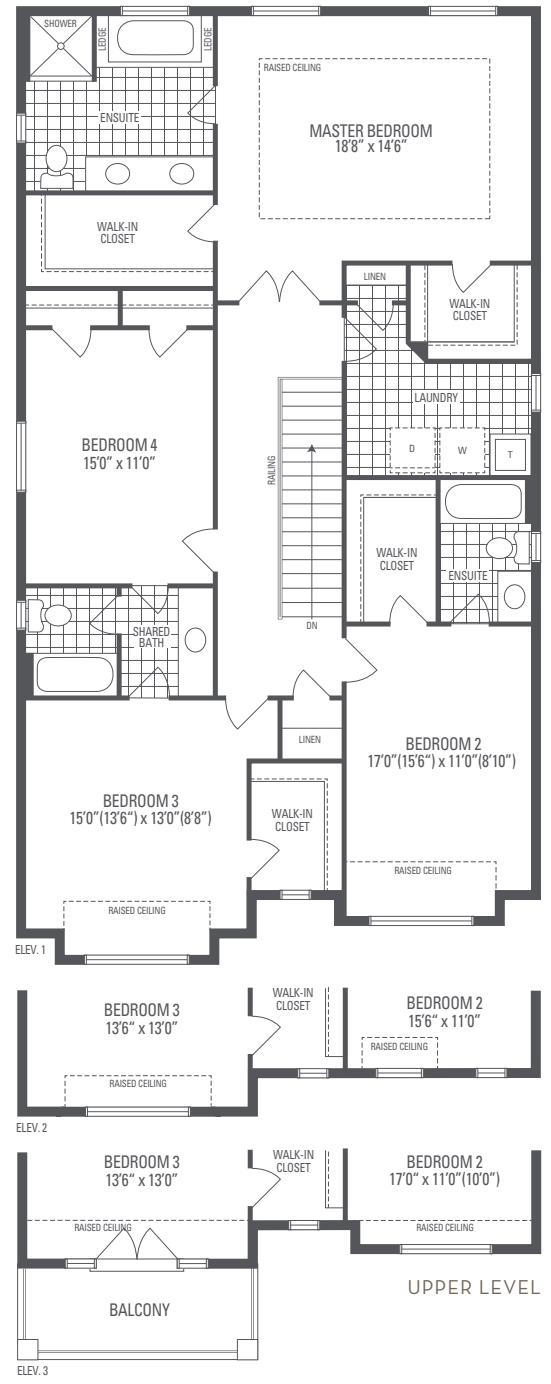 SHOWER
LEDGE
LEDGE
RAISED CEILING
ENSUITE
MASTER BEDROOM
18'8" x 14'6"
WALK-IN
CLOSET
LINEN
WALK-IN
CLOSET
LAUNDRY
BEDROOM 4
15'0" x 11'0"
D
W
T
RAILING
WALK-IN
CLOSET
ENSUITE
DN
SHARED
BATH
LINEN
BEDROOM 2
17'0"(15'6") x 11'0"(8'10")
BEDROOM 3
15'0"(13'6") x 13'0"(8'8")
WALK-IN
CLOSET
RAISED CEILING
RAISED CEILING
ELEV. 1
WALK-IN
CLOSET
BEDROOM 3
13'6" x 13'0"
BEDROOM 2
15'6" x 11'0"
RAISED CEILING
RAISED CEILING
ELEV. 2
WALK-IN
CLOSET
BEDROOM 3
13'6" x 13'0"
BEDROOM 2
17'0" x 11'0"(10'0")
RAISED CEILING
RAISED CEILING
UPPER LEVEL
BALCONY
ELEV. 3